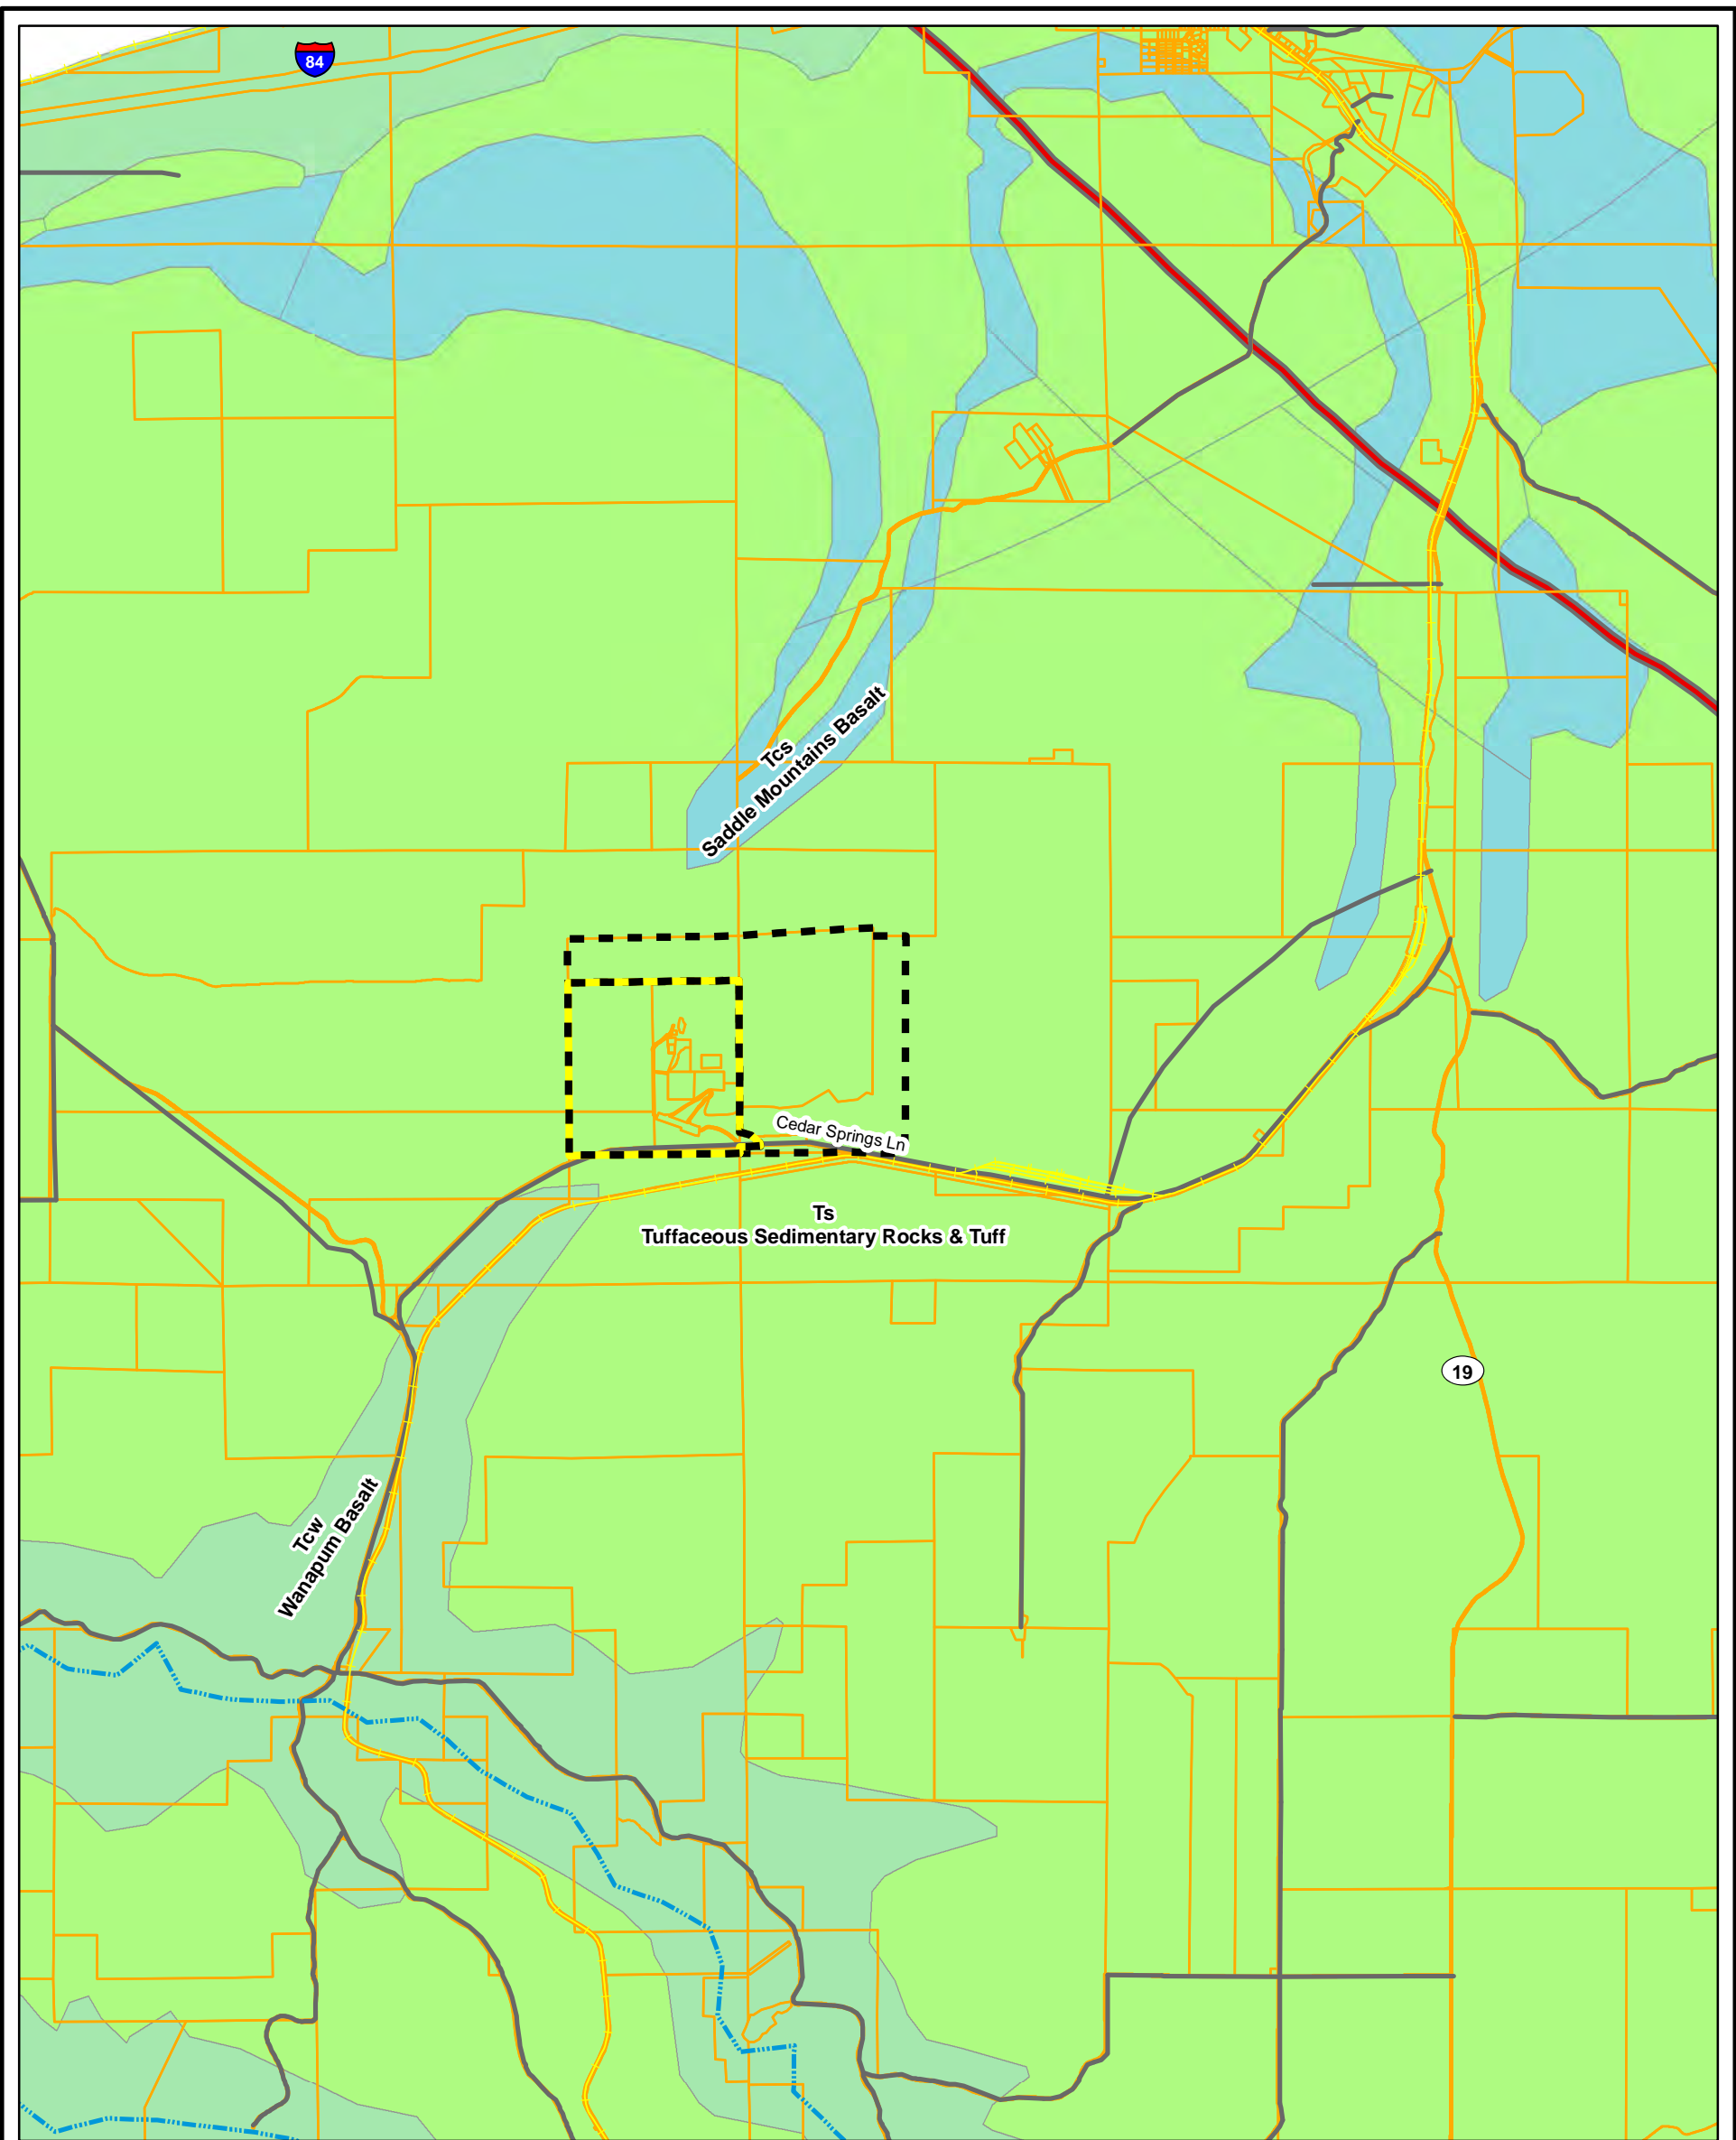 84
Tcs
Saddle Mountains Basalt
Cedar Springs Ln
Ts
Tuffaceous Sedimentary Rocks & Tuff
19
Tcw
Wanapum Basalt